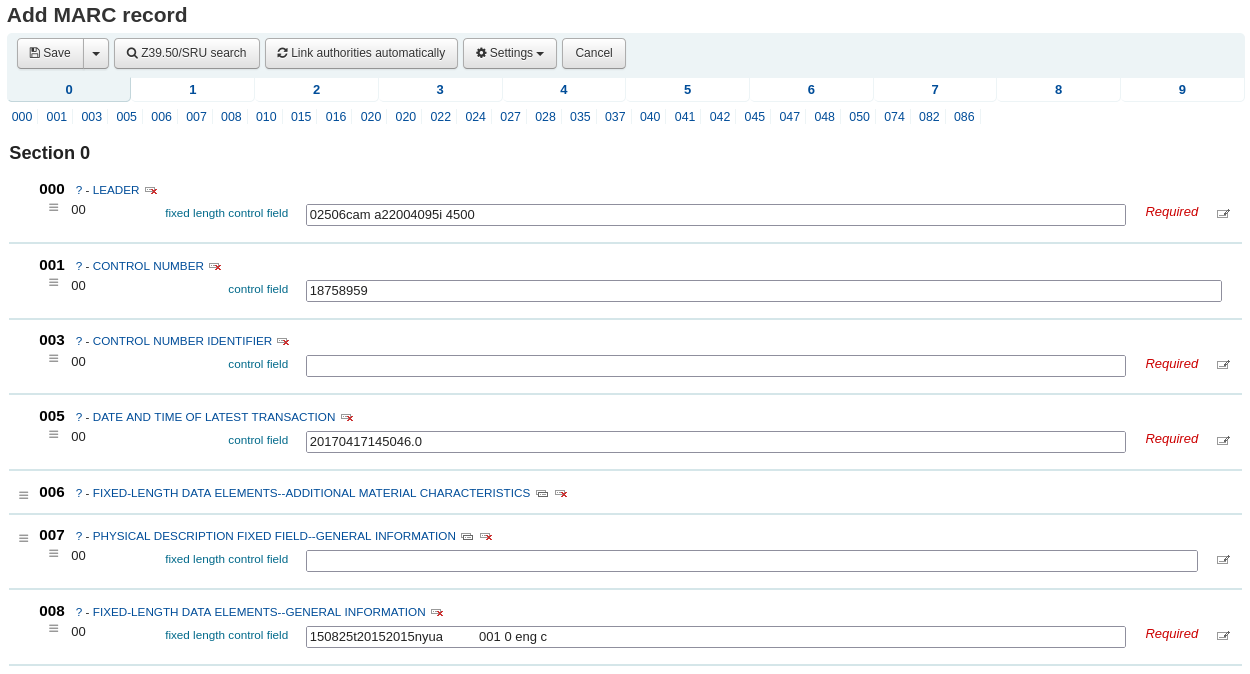 Add MARC record
Save Z39.50/SRU search Link authorities automatically Settings Cancel
0 1 2 3 4 5 6 7 8 9
000 001 003 005 006 007 008 010 015 016 020 020 022 024 027 028 035 037 040 041 042 045 047 048 050 074 082 086
Section 0
000 ? - LEADER
00 fixed length control field 02506cam a22004095i 4500 Required
001 ? - CONTROL NUMBER
00 control field 18758959
003 ? - CONTROL NUMBER IDENTIFIER
00 control field Required
005 ? - DATE AND TIME OF LATEST TRANSACTION
00 control field 20170417145046.0 Required
006 ? - FIXED-LENGTH DATA ELEMENTS--ADDITIONAL MATERIAL CHARACTERISTICS
007 ? - PHYSICAL DESCRIPTION FIXED FIELD--GENERAL INFORMATION
00 fixed length control field
008 ? - FIXED-LENGTH DATA ELEMENTS--GENERAL INFORMATION
00 fixed length control field 150825t20152015nyua 001 0 eng c Required